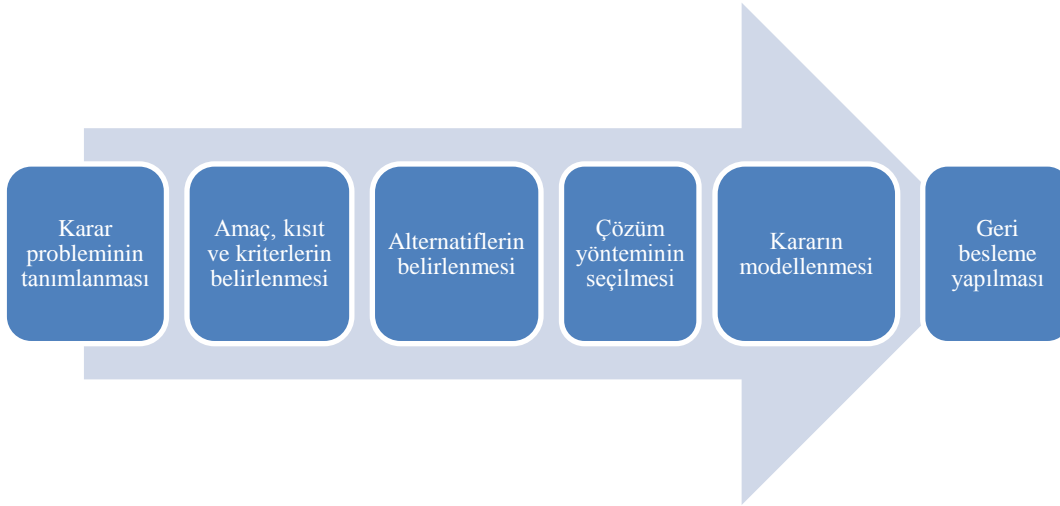 Karar
probleminin
tanımlanması
Amaç, kısıt
ve kriterlerin
belirlenmesi
Alternatiflerin
belirlenmesi
Çözüm
yönteminin
seçilmesi
Kararın
modellenmesi
Geri
besleme
yapılması